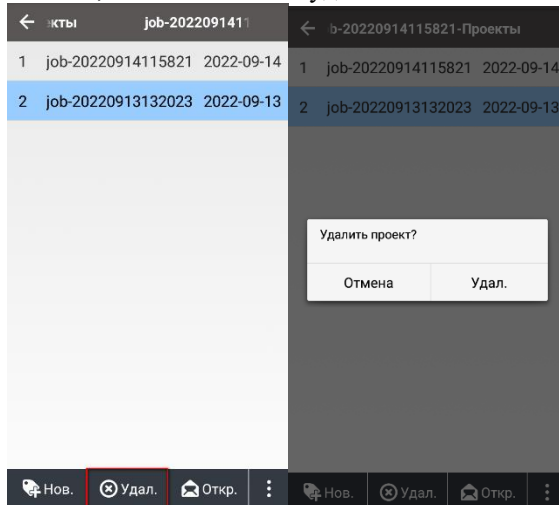 екты job-2022091411
1 job-20220914115821 2022-09-14
2 job-20220913132023 2022-09-13
Нов. Удал. Откр.
b-20220914115821-Проекты
1 job-20220914115821 2022-09-14
2 job-20220913132023 2022-09-13
Удалить проект?
Отмена Удал.
Нов. Удал. Откр.